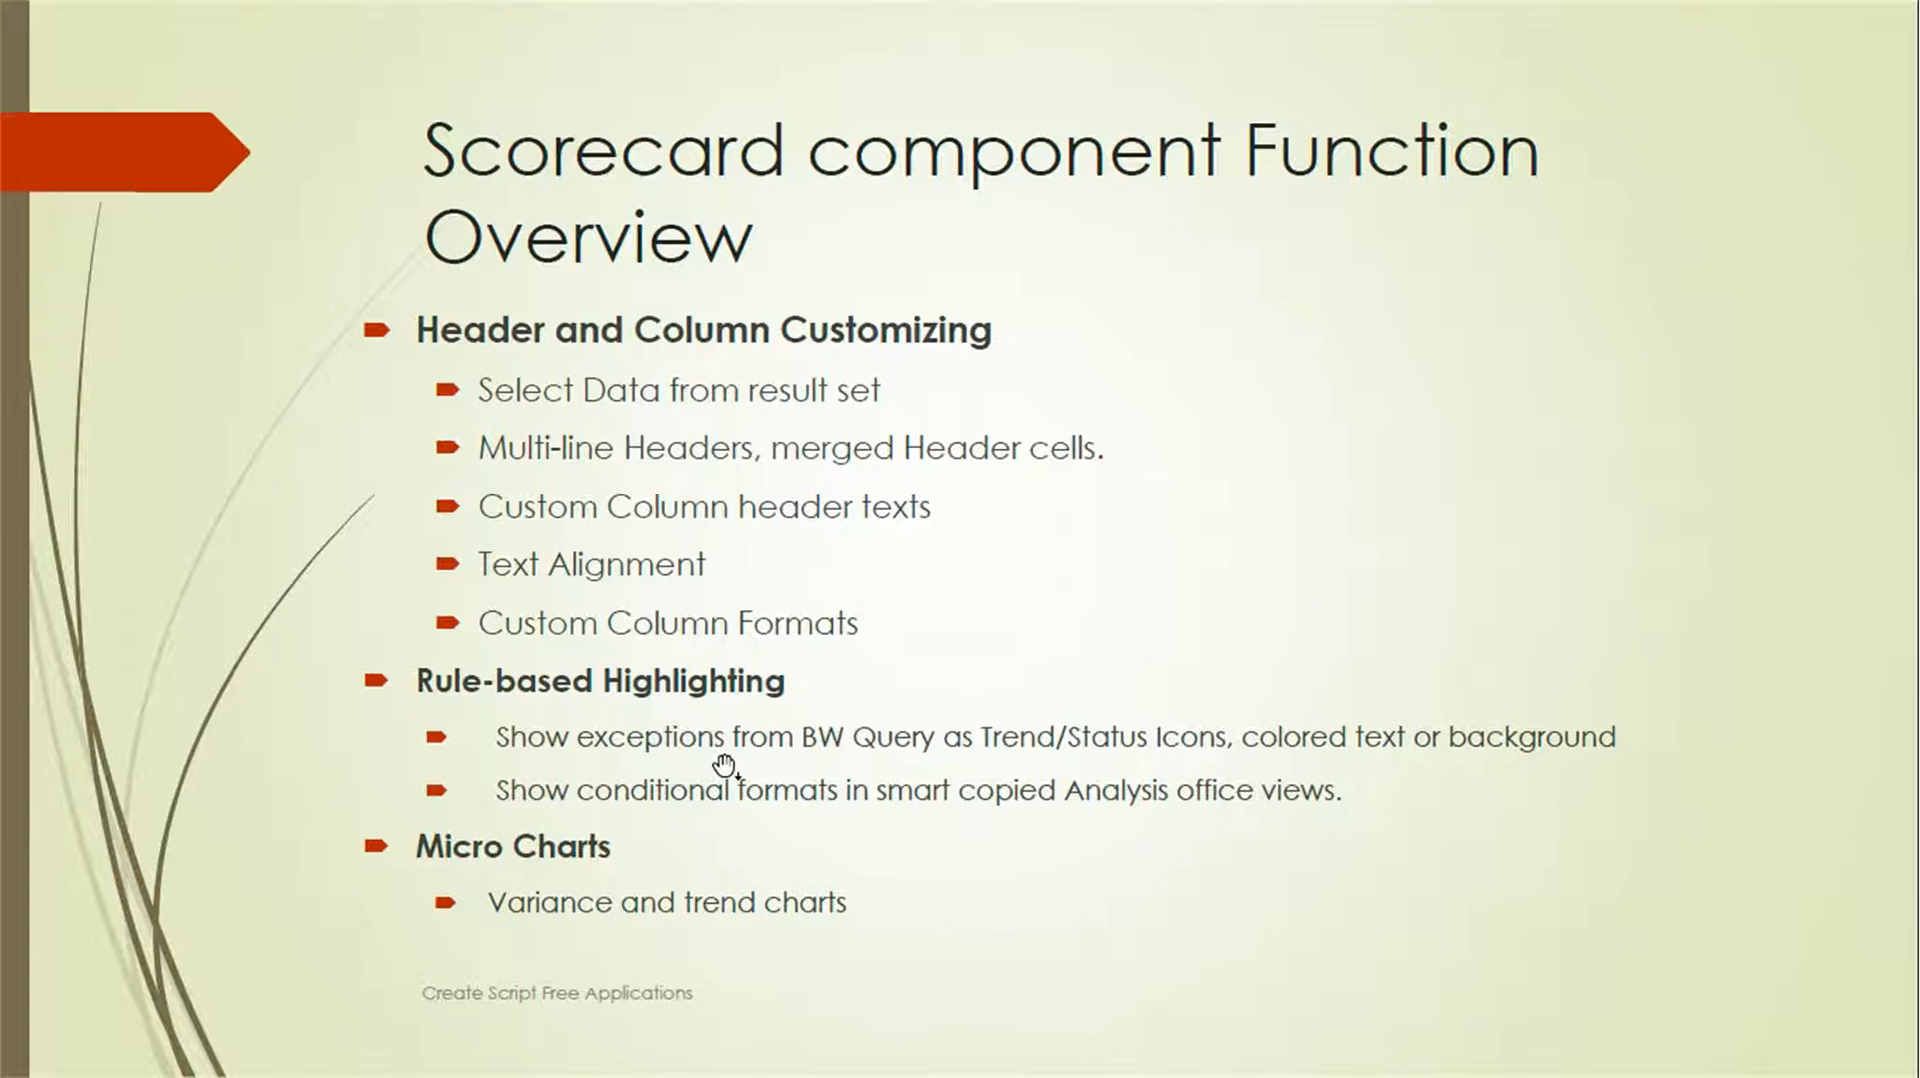 Scorecard component Function
Overview
Header and Column Customizing
Select Data from result set
Multi-line Headers, merged Header cells.
Custom Column header texts
Text Alignment
Custom Column Formats
Rule-based Highlighting
Show exceptions from BW Query as Trend/Status Icons, colored text or background
Show conditional formats in smart copied Analysis office views.
Micro Charts
Variance and trend charts
Create Script Free Applications